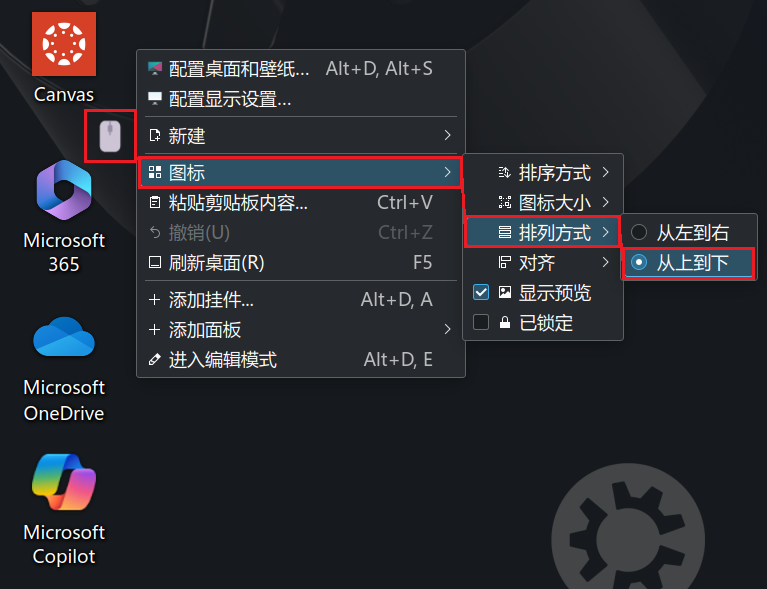 Canvas
Microsoft
365
Microsoft
OneDrive
Microsoft
Copilot
配置桌面和壁纸... Alt+D, Alt+S
配置显示设置...
新建
图标
粘贴剪贴板内容... Ctrl+V
撤销(U) Ctrl+Z
刷新桌面(R) F5
添加挂件... Alt+D, A
添加面板
进入编辑模式 Alt+D, E
排序方式
图标大小
排列方式
对齐
显示预览
已锁定
从左到右
从上到下